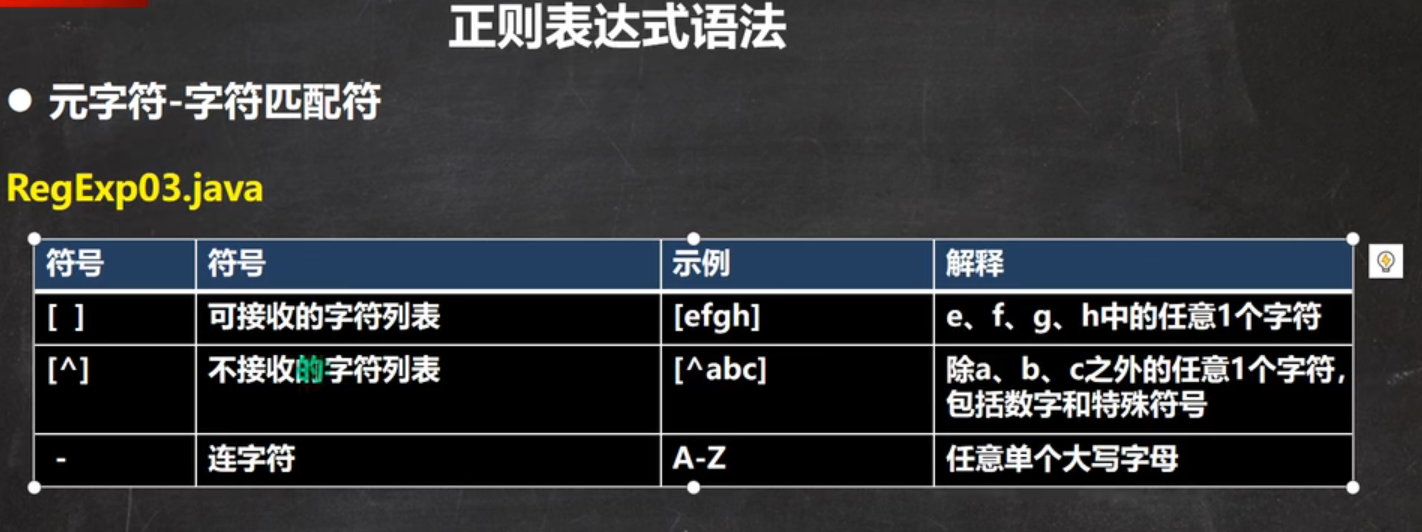 正则表达式语法
● 元字符-字符匹配符
RegExp03.java
符号 符号 示例 解释
[ ] 可接收的字符列表 [efgh] e、f、g、h中的任意1个字符
[^] 不接收的字符列表 [^abc] 除a、b、c之外的任意1个字符，
包括数字和特殊符号
- 连字符 A-Z 任意单个大写字母